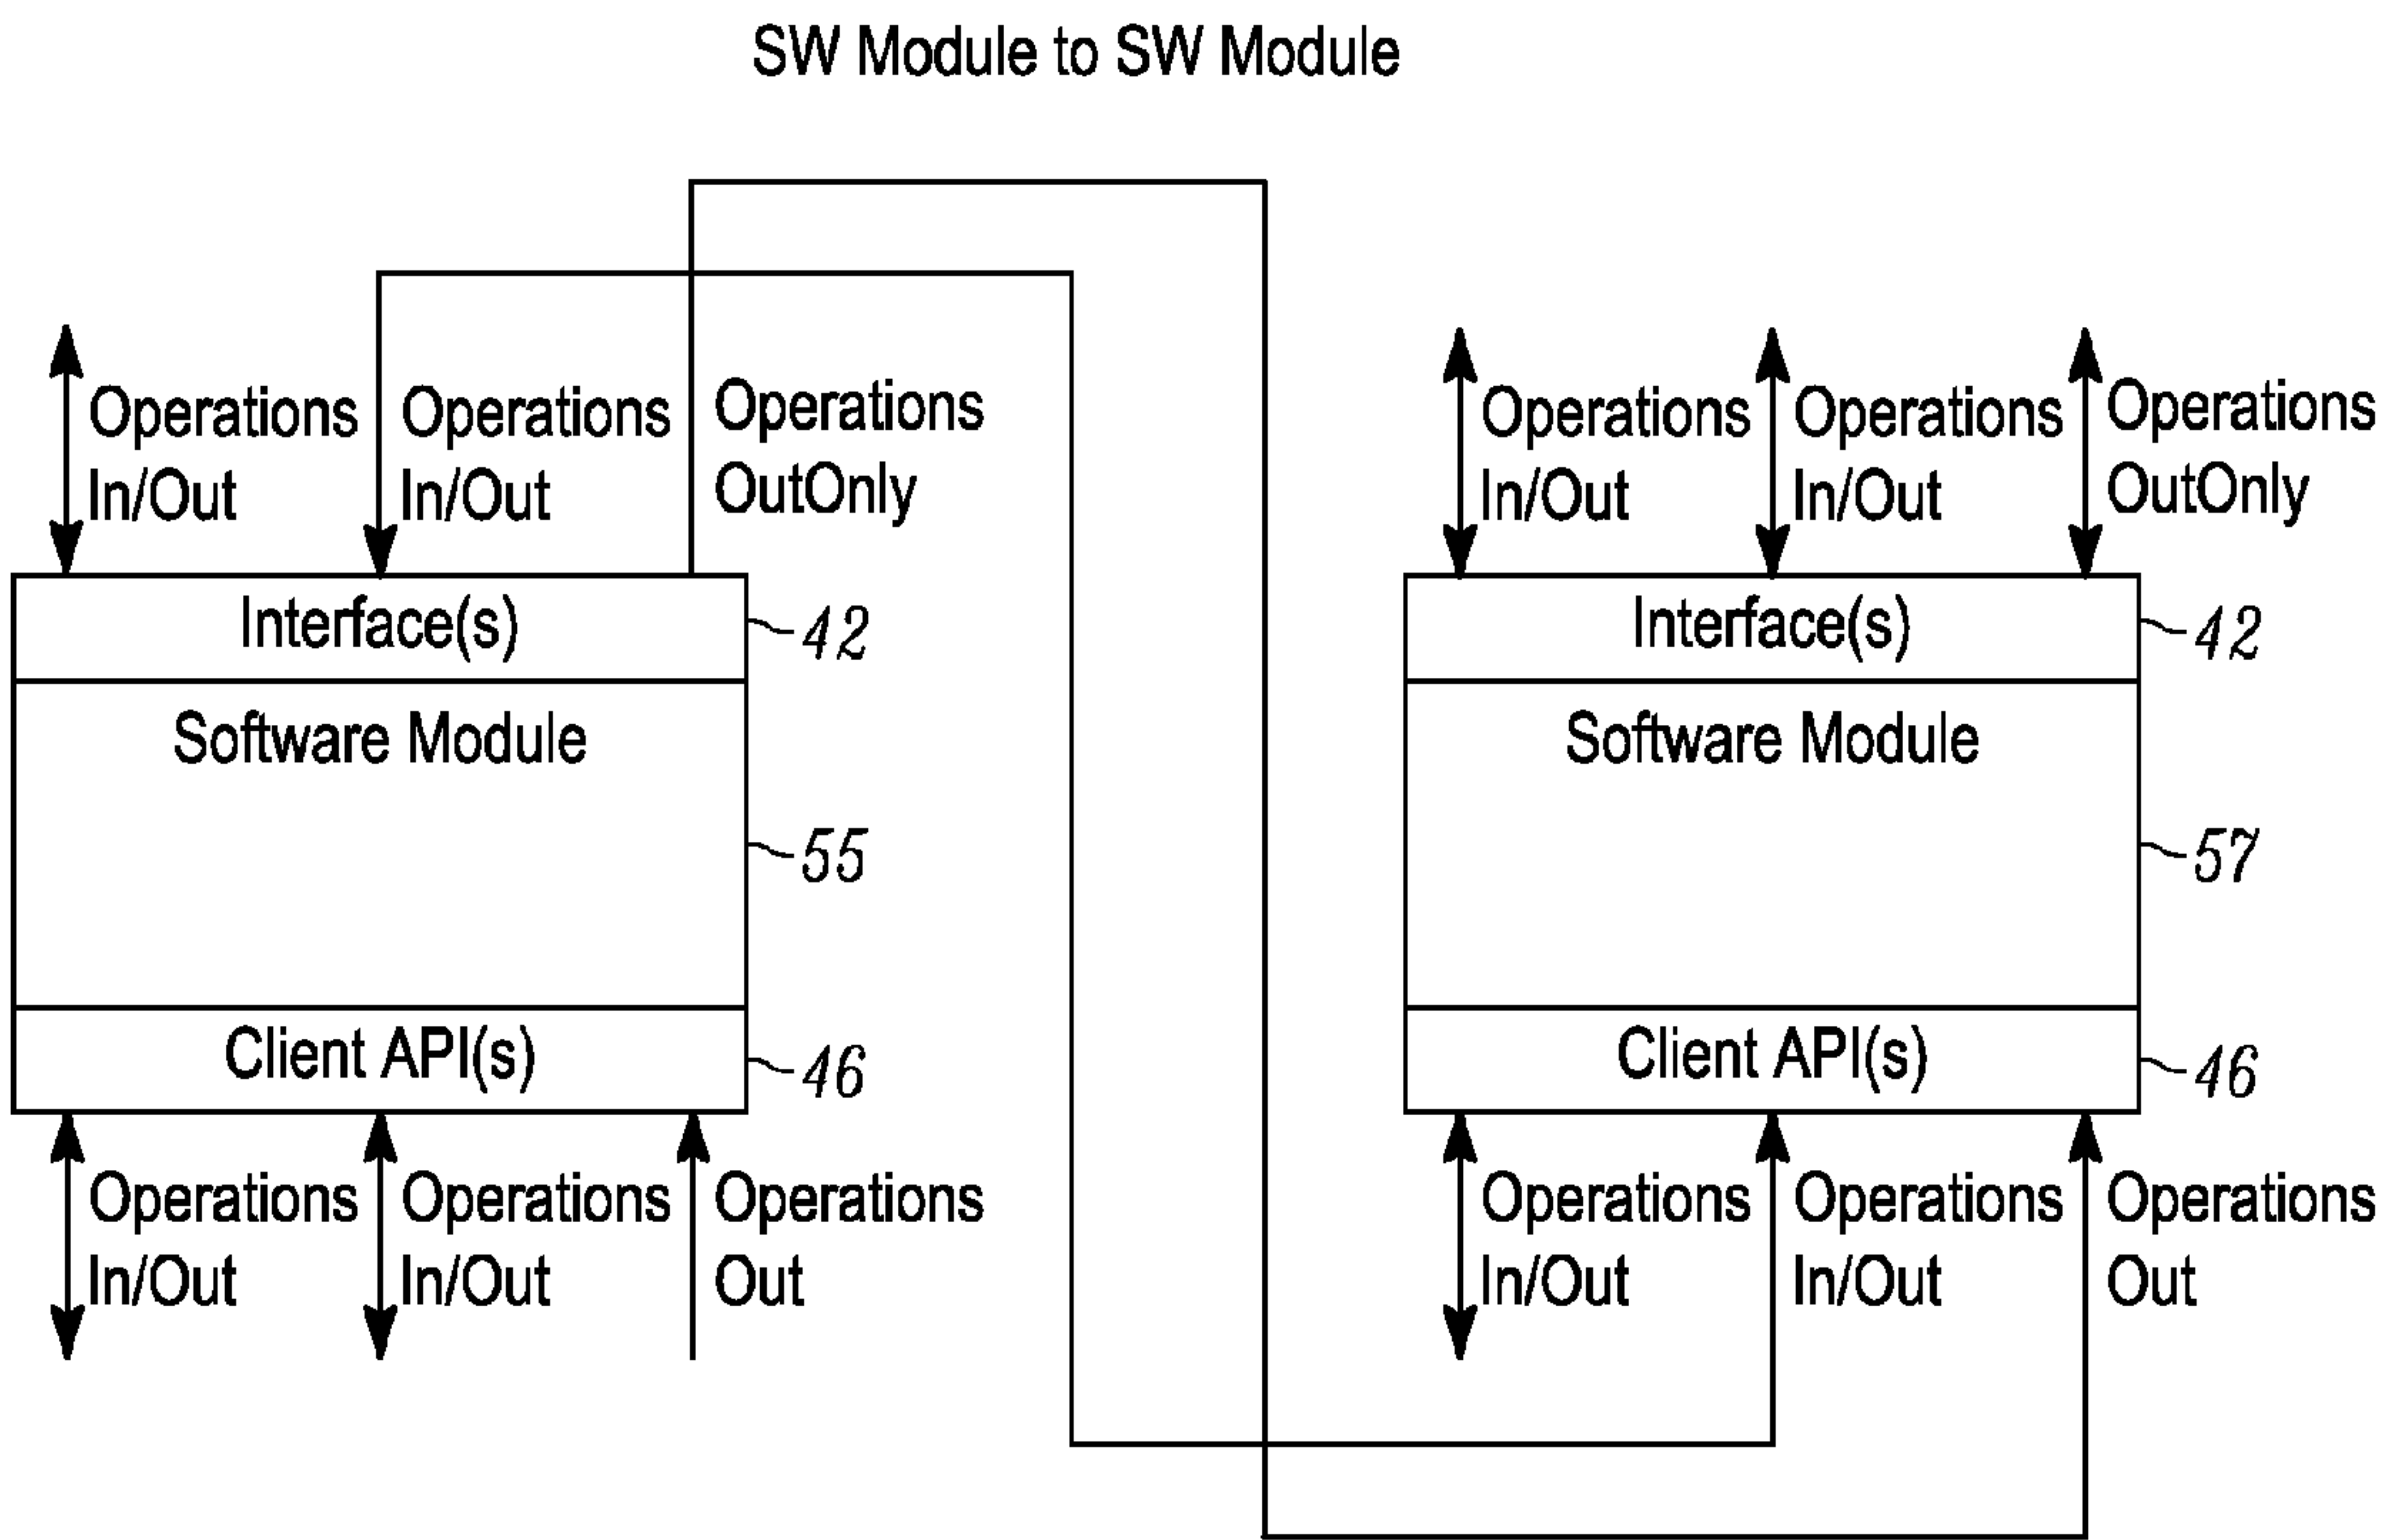 SW Module to SW Module
Operations
In/Out
Operations
In/Out
Operations
OutOnly
Operations
In/Out
Operations
In/Out
Operations
OutOnly
Interface(s)
42
Software Module
55
Client API(s)
46
Interface(s)
42
Software Module
57
Client API(s)
46
Operations
In/Out
Operations
In/Out
Operations
Out
Operations
In/Out
Operations
In/Out
Operations
Out